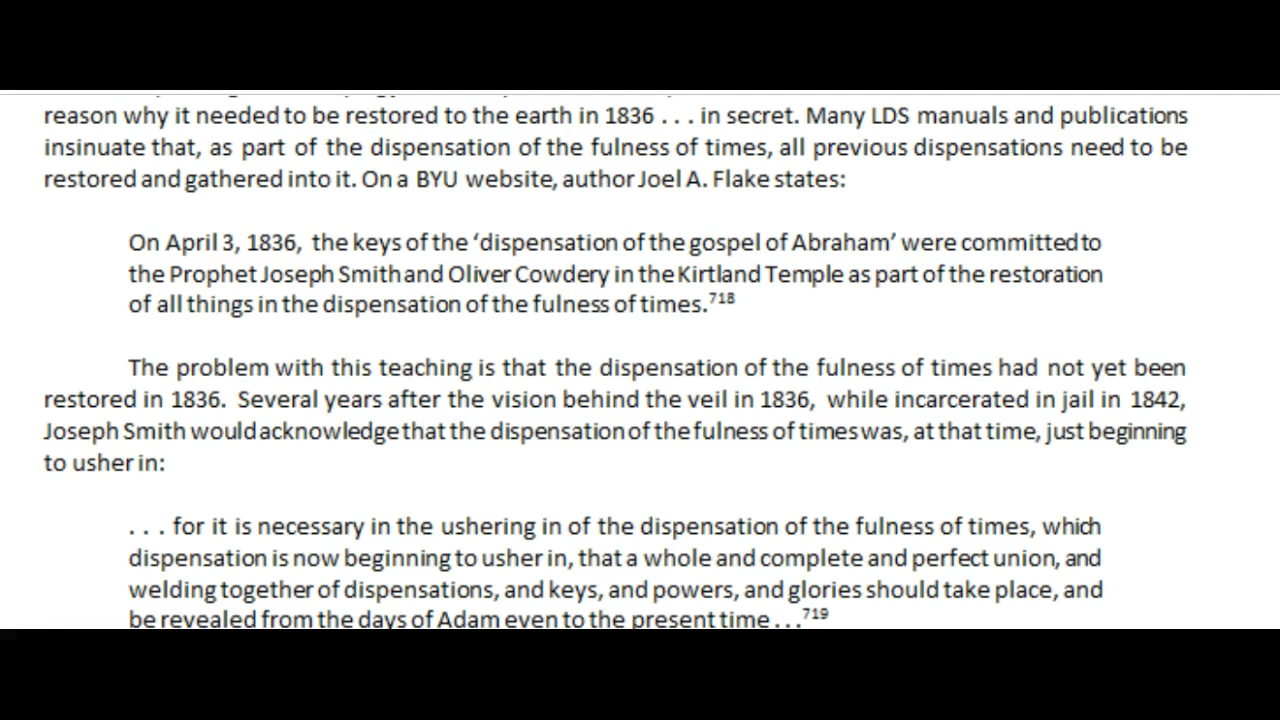 reason why it needed to be restored to the earth in 1836 . . . in secret. Many LDS manuals and publications
insinuate that, as part of the dispensation of the fulness of times, all previous dispensations need to be
restored and gathered into it. On a BYU website, author Joel A. Flake states:
On April 3, 1836, the keys of the ‘dispensation of the gospel of Abraham’ were committed to
the Prophet Joseph Smith and Oliver Cowdery in the Kirtland Temple as part of the restoration
of all things in the dispensation of the fulness of times.718
The problem with this teaching is that the dispensation of the fulness of times had not yet been
restored in 1836. Several years after the vision behind the veil in 1836, while incarcerated in jail in 1842,
Joseph Smith would acknowledge that the dispensation of the fulness of times was, at that time, just beginning
to usher in:
. . . for it is necessary in the ushering in of the dispensation of the fulness of times, which
dispensation is now beginning to usher in, that a whole and complete and perfect union, and
welding together of dispensations, and keys, and powers, and glories should take place, and
be revealed from the days of Adam even to the present time . . .719